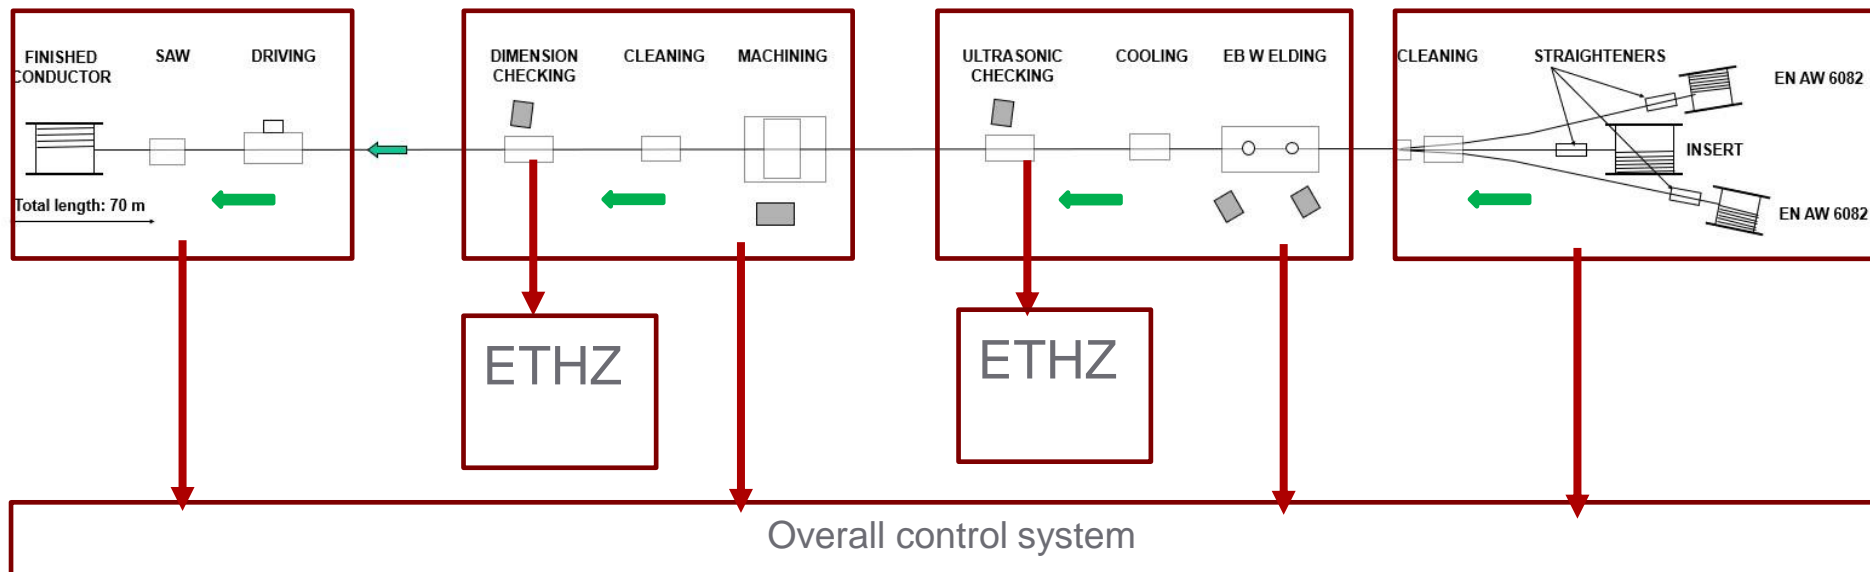 FINISHED
CONDUCTOR
SAW
DRIVING
Total length: 70 m
DIMENSION
CHECKING
CLEANING
MACHINING
ULTRASONIC
CHECKING
COOLING
EB W ELDING
CLEANING
STRAIGHTENERS
EN AW 6082
INSERT
EN AW 6082
ETHZ
ETHZ
Overall control system